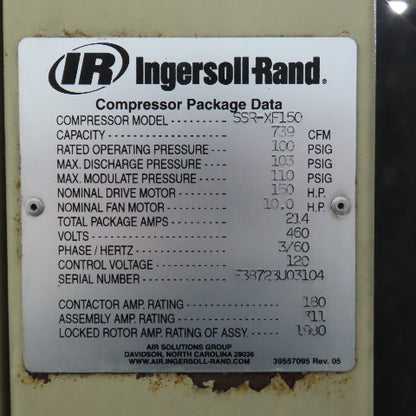 IR Ingersoll-Rand®
Compressor Package Data
COMPRESSOR MODEL - - - - - - - - - SSR-XF150
CAPACITY - - - - - - - - - - - - - - - - - - 739 CFM
RATED OPERATING PRESSURE - - - - - 100 PSIG
MAX. DISCHARGE PRESSURE - - - - - - 103 PSIG
MAX. MODULATE PRESSURE - - - - - - 110 PSIG
NOMINAL DRIVE MOTOR - - - - - - - - - 150 H.P.
NOMINAL FAN MOTOR - - - - - - - - - 10.0 H.P.
TOTAL PACKAGE AMPS - - - - - - - - - - - 214
VOLTS - - - - - - - - - - - - - - - - - - - - - 460
PHASE / HERTZ - - - - - - - - - - - - - - - 3/60
CONTROL VOLTAGE - - - - - - - - - - - - - 120
SERIAL NUMBER - - - - - - - - - - F38723U03104
CONTACTOR AMP. RATING - - - - - - - - - - 180
ASSEMBLY AMP. RATING - - - - - - - - - - - 311
LOCKED ROTOR AMP. RATING OF ASSY. - - - 1980
AIR SOLUTIONS GROUP
DAVIDSON, NORTH CAROLINA 28036
WWW.AIR.INGERSOLL-RAND.COM
39557095 Rev. 05